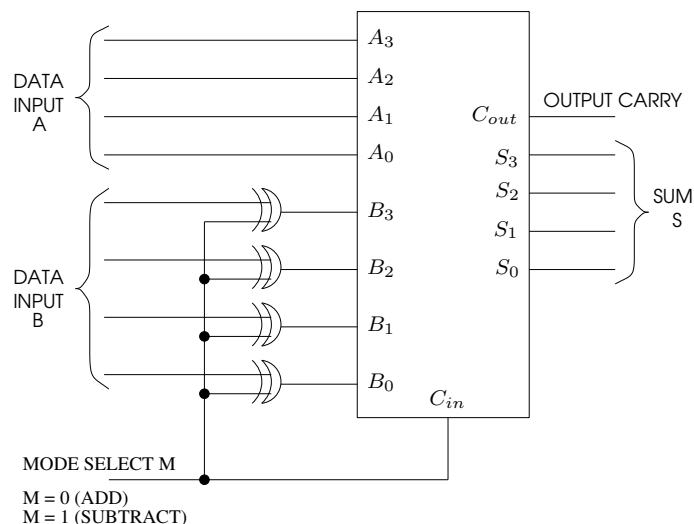 DATA
INPUT
A
DATA
INPUT
B
A3
A2
A1
A0
B3
B2
B1
B0
Cin
Cout
S3
S2
S1
S0
OUTPUT CARRY
SUM
S
MODE SELECT M
M = 0 (ADD)
M = 1 (SUBTRACT)